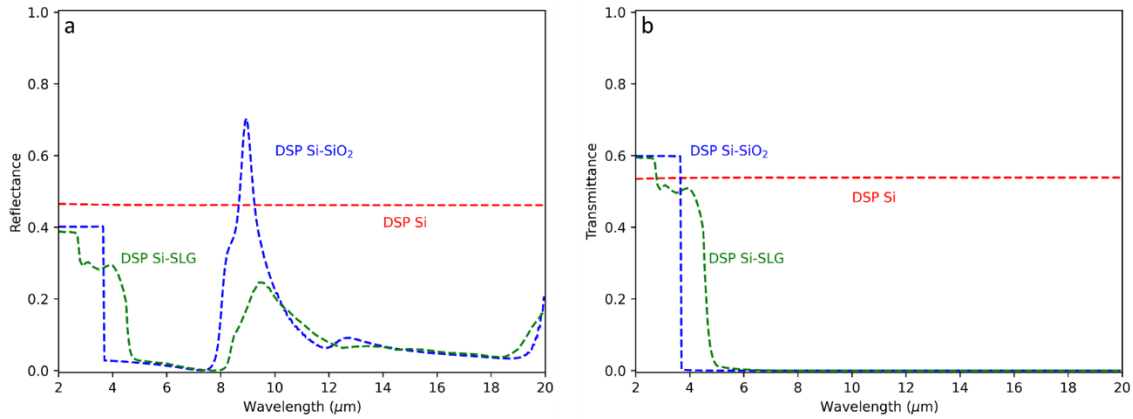 a
1.0
0.8
0.6
0.4
0.2
0.0
Reflectance
DSP Si-SiO₂
DSP Si
DSP Si-SLG
2 4 6 8 10 12 14 16 18 20
Wavelength (μm)
b
1.0
0.8
0.6
0.4
0.2
0.0
Transmittance
DSP Si-SiO₂
DSP Si
DSP Si-SLG
2 4 6 8 10 12 14 16 18 20
Wavelength (μm)